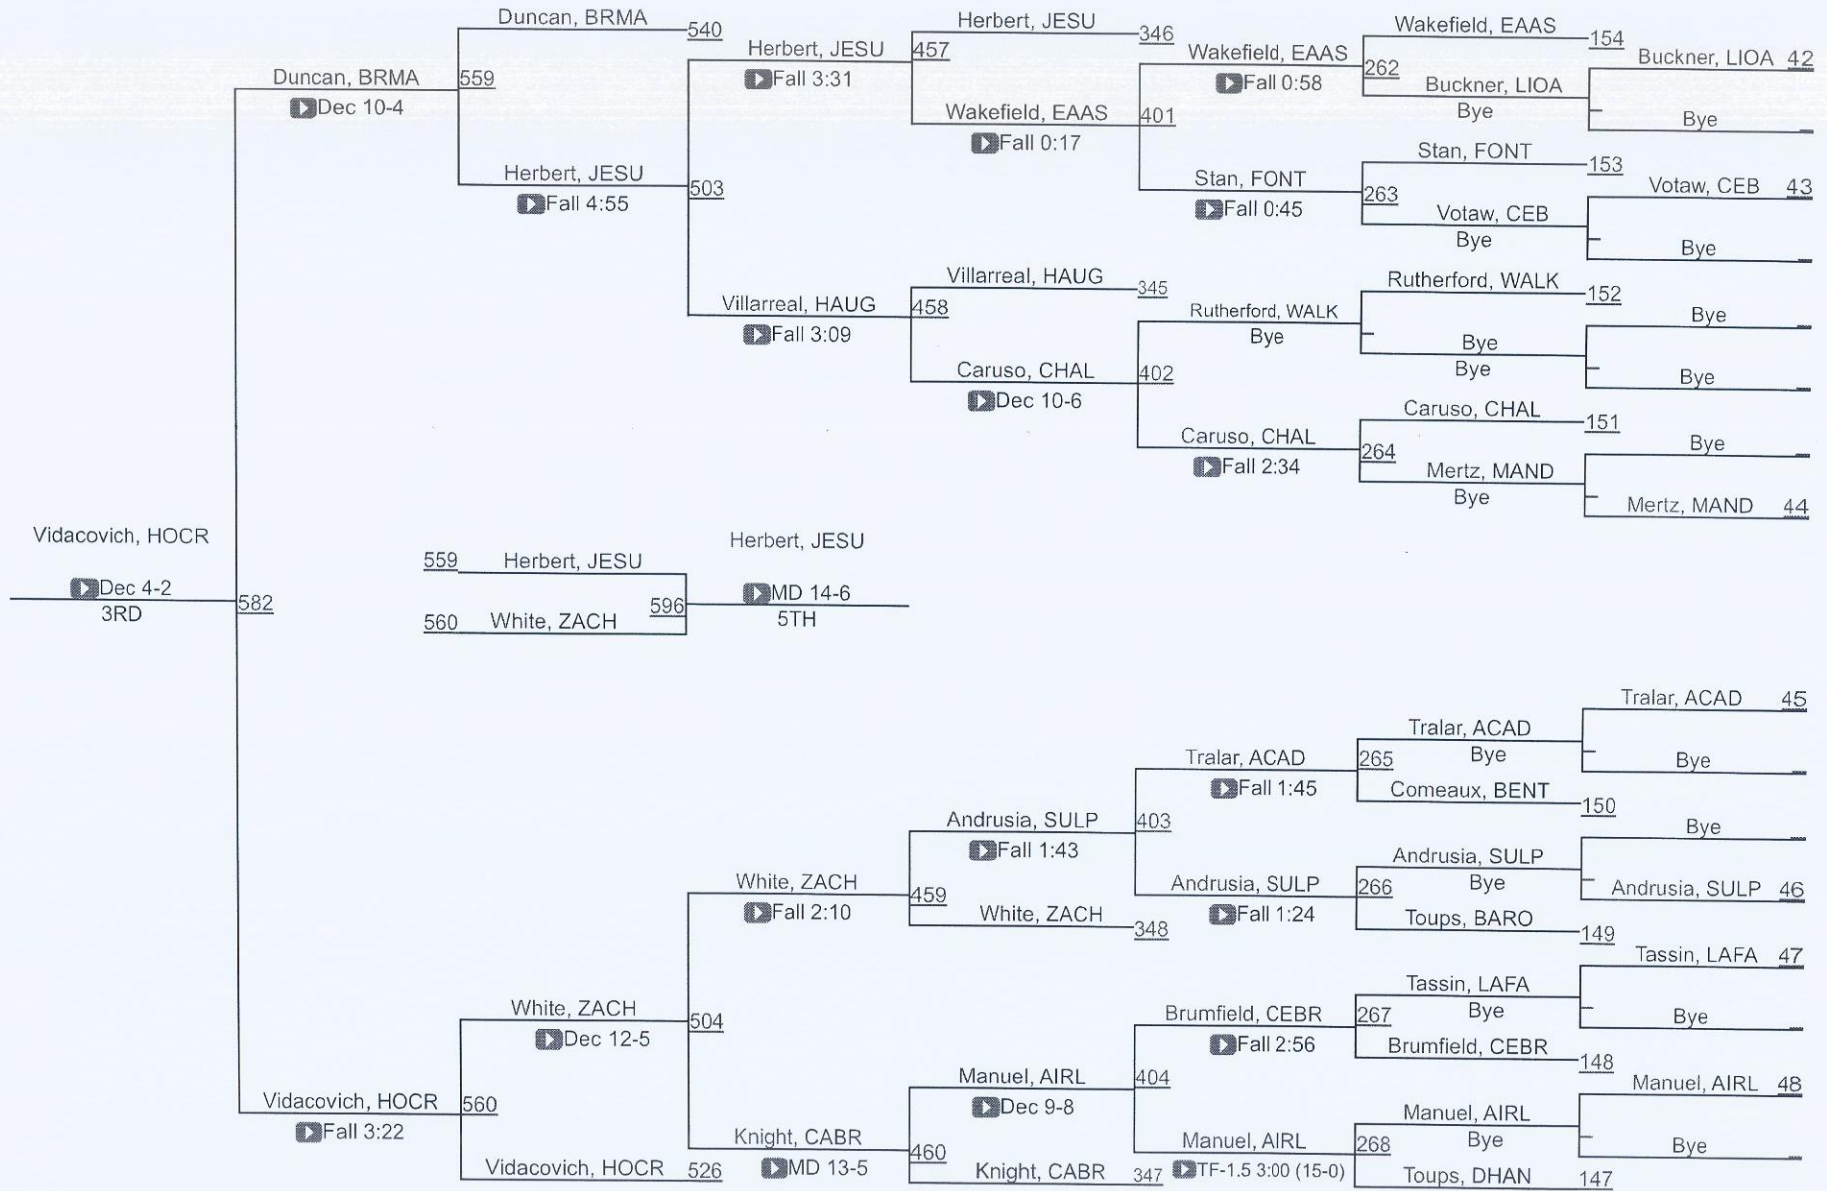 Duncan, BRMA
540
Duncan, BRMA
559
Dec 10-4
Herbert, JESU
503
Fall 4:55
Herbert, JESU
457
Fall 3:31
Herbert, JESU
346
Wakefield, EAAS
401
Fall 0:17
Wakefield, EAAS
262
Fall 0:58
Wakefield, EAAS
154
Buckner, LIOA 42
Buckner, LIOA
Bye
Bye
Stan, FONT
263
Fall 0:45
Stan, FONT
153
Votaw, CEB 43
Votaw, CEB
Bye
Bye
Villarreal, HAUG
458
Fall 3:09
Villarreal, HAUG
345
Caruso, CHAL
402
Dec 10-6
Rutherford, WALK
Bye
Rutherford, WALK
152
Bye
Bye
Bye
Bye
Caruso, CHAL
264
Fall 2:34
Caruso, CHAL
151
Bye
Mertz, MAND
Bye
Mertz, MAND 44
Vidacovich, HOCR
Dec 4-2
3RD
582
559 Herbert, JESU
560 White, ZACH
596
Herbert, JESU
MD 14-6
5TH
Tralar, ACAD 45
Tralar, ACAD
Bye
Bye
Tralar, ACAD
265
Fall 1:45
Comeaux, BENT
150
Andrusia, SULP
403
Fall 1:43
Bye
Andrusia, SULP
Bye
Andrusia, SULP 46
Andrusia, SULP
266
Fall 1:24
Toups, BARO
149
White, ZACH
459
Fall 2:10
White, ZACH
348
White, ZACH
504
Dec 12-5
Tassin, LAFA 47
Tassin, LAFA
Bye
Bye
Brumfield, CEBR
267
Fall 2:56
Brumfield, CEBR
148
Manuel, AIRL
404
Dec 9-8
Manuel, AIRL 48
Manuel, AIRL
Bye
Bye
Manuel, AIRL
268
TF-1.5 3:00 (15-0)
Toups, DHAN
147
Vidacovich, HOCR
560
Fall 3:22
Knight, CABR
460
MD 13-5
Knight, CABR
347
Vidacovich, HOCR
526